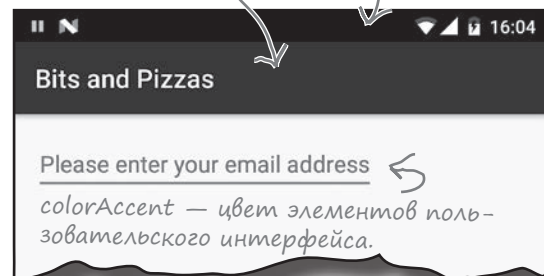 16:04
Bits and Pizzas
Please enter your email address
colorAccent — цвет элементов поль-
зовательского интерфейса.